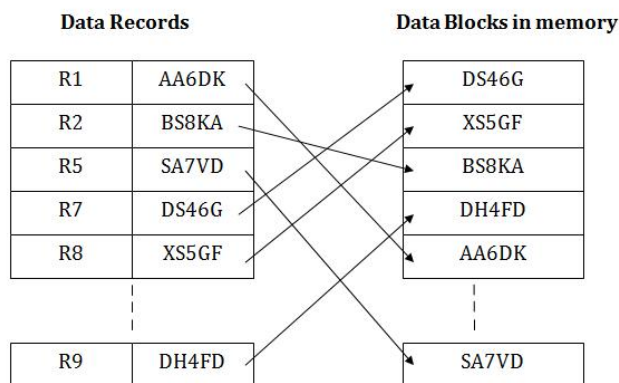 Data Records Data Blocks in memory
R1 AA6DK DS46G
R2 BS8KA XS5GF
R5 SA7VD BS8KA
R7 DS46G DH4FD
R8 XS5GF AA6DK
R9 DH4FD SA7VD